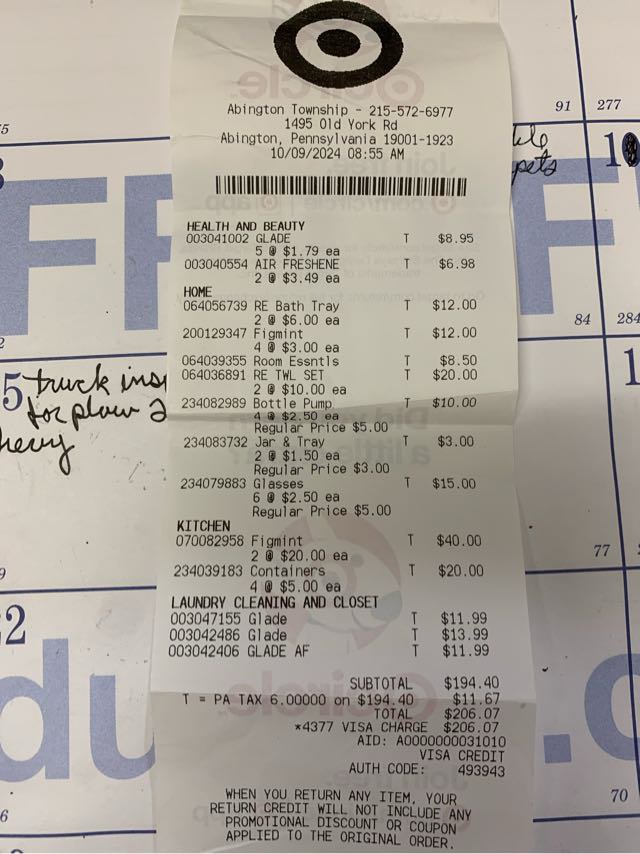 Abington Township - 215-572-6977
1495 Old York Rd
Abington, Pennsylvania 19001-1923
10/09/2024 08:55 AM
HEALTH AND BEAUTY
003041002 GLADE T $8.95
5 @ $1.79 ea
003040554 AIR FRESHENE T $6.98
2 @ $3.49 ea
HOME
064056739 RE Bath Tray T $12.00
2 @ $6.00 ea
200129347 Figmint T $12.00
4 @ $3.00 ea
064039355 Room Essntls T $8.50
064036891 RE TWL SET T $20.00
2 @ $10.00 ea
234082989 Bottle Pump T $10.00
4 @ $2.50 ea
Regular Price $5.00
234083732 Jar & Tray T $3.00
2 @ $1.50 ea
Regular Price $3.00
234079883 Glasses T $15.00
6 @ $2.50 ea
Regular Price $5.00
KITCHEN
070082958 Figmint T $40.00
2 @ $20.00 ea
234039183 Containers T $20.00
4 @ $5.00 ea
LAUNDRY CLEANING AND CLOSET
003047155 Glade T $11.99
003042486 Glade T $13.99
003042406 GLADE AF T $11.99
SUBTOTAL $194.40
T = PA TAX 6.00000 on $194.40 $11.67
TOTAL $206.07
*4377 VISA CHARGE $206.07
AID: A0000000031010
VISA CREDIT
AUTH CODE: 493943
WHEN YOU RETURN ANY ITEM, YOUR
RETURN CREDIT WILL NOT INCLUDE ANY
PROMOTIONAL DISCOUNT OR COUPON
APPLIED TO THE ORIGINAL ORDER.
91 277
84 284
77
70
5 truck insp
for plow 2